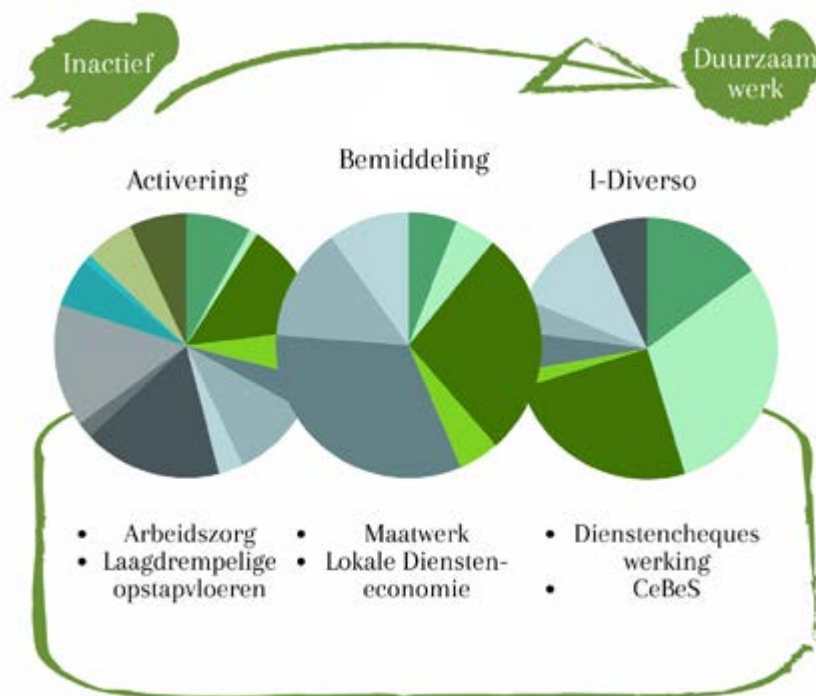 Inactief
Duurzaam
werk
Activering
Bemiddeling
I-Diverso
• Arbeidszorg
• Laagdrempelige
opstapvloeren
• Maatwerk
• Lokale Diensten-
economie
• Dienstencheques
werking
• CeBeS